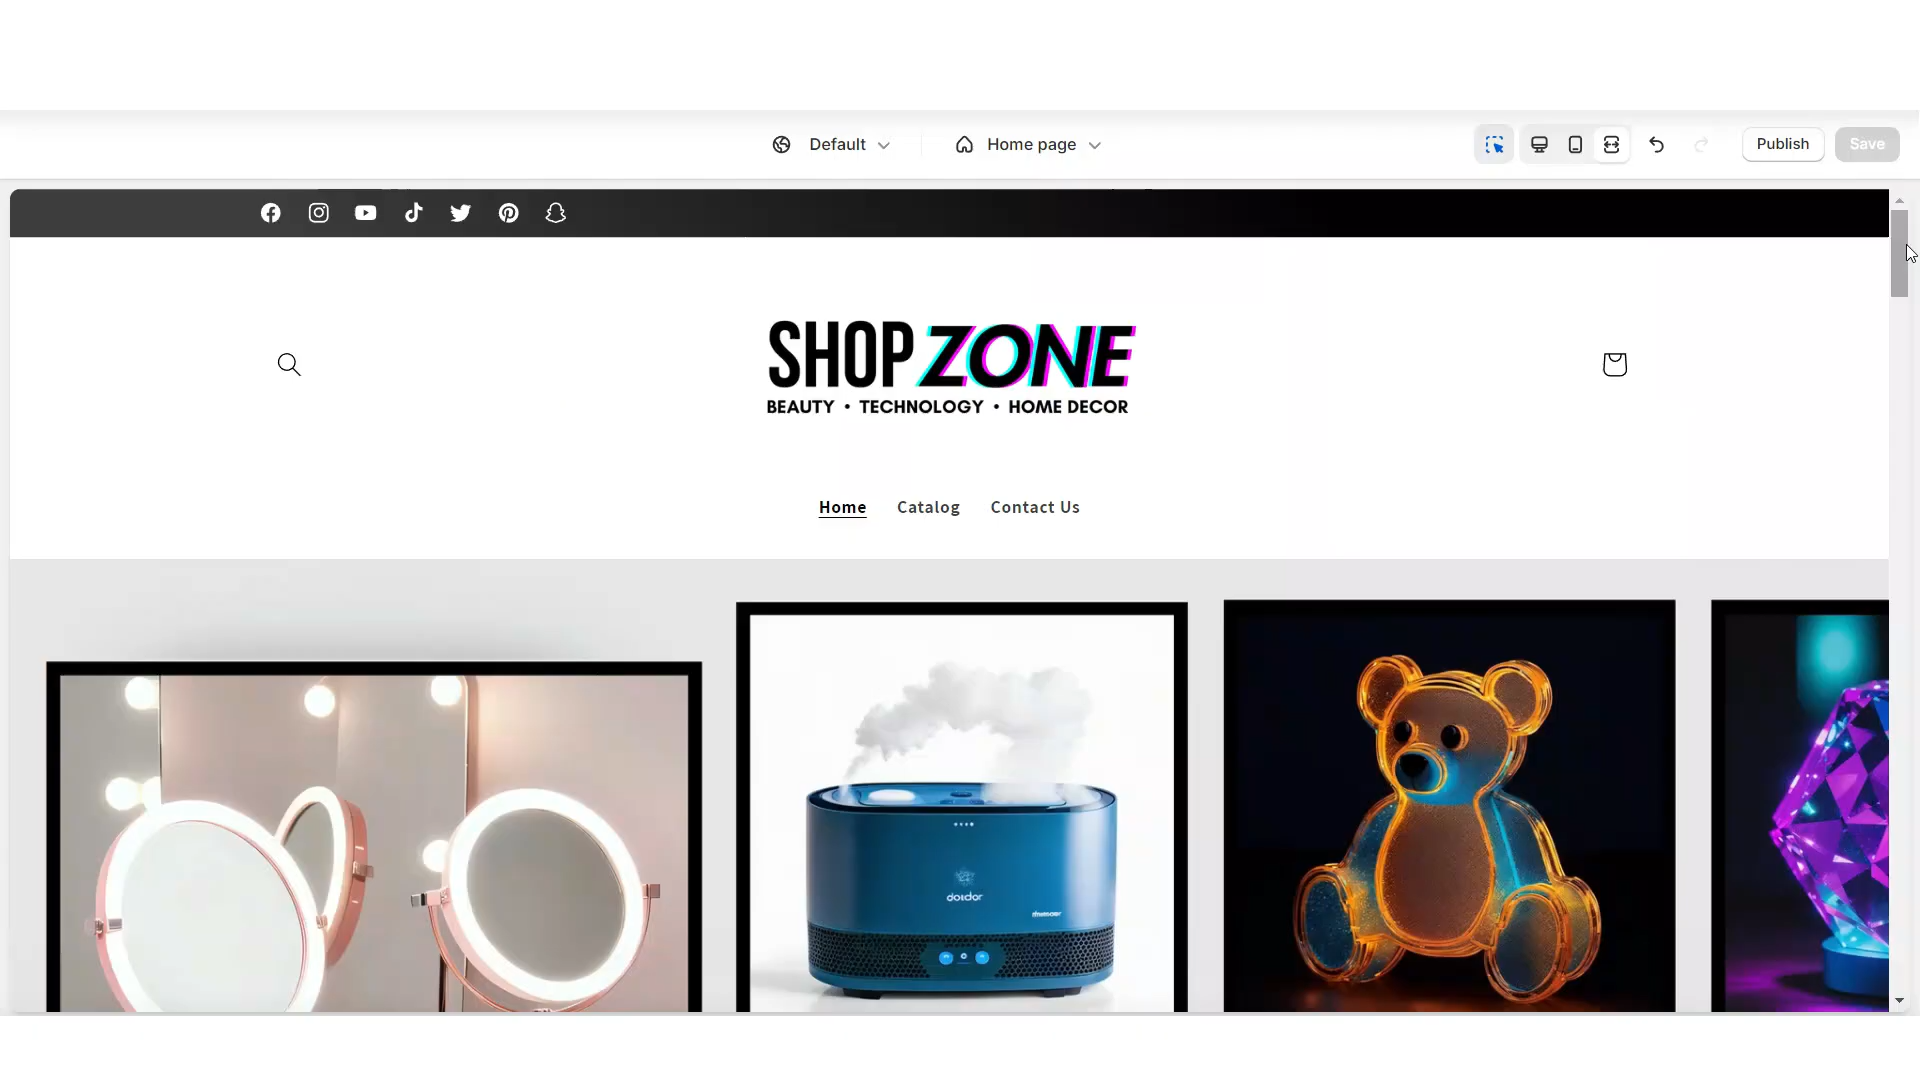 Default
Home page
Publish
Save
SHOP ZONE
BEAUTY • TECHNOLOGY • HOME DECOR
Home
Catalog
Contact Us